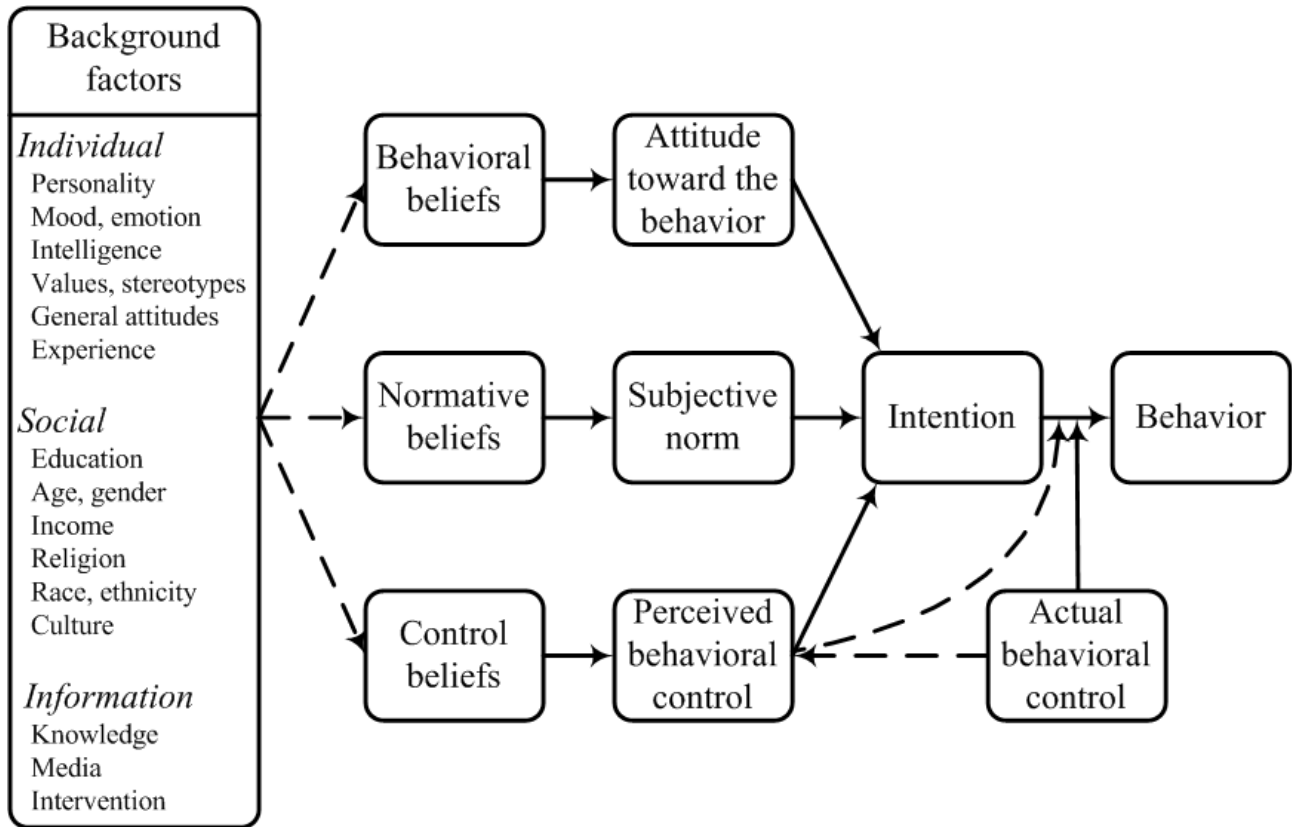 Background
factors
Individual
Personality
Mood, emotion
Intelligence
Values, stereotypes
General attitudes
Experience
Social
Education
Age, gender
Income
Religion
Race, ethnicity
Culture
Information
Knowledge
Media
Intervention
Behavioral
beliefs
Attitude
toward the
behavior
Normative
beliefs
Subjective
norm
Intention
Behavior
Control
beliefs
Perceived
behavioral
control
Actual
behavioral
control